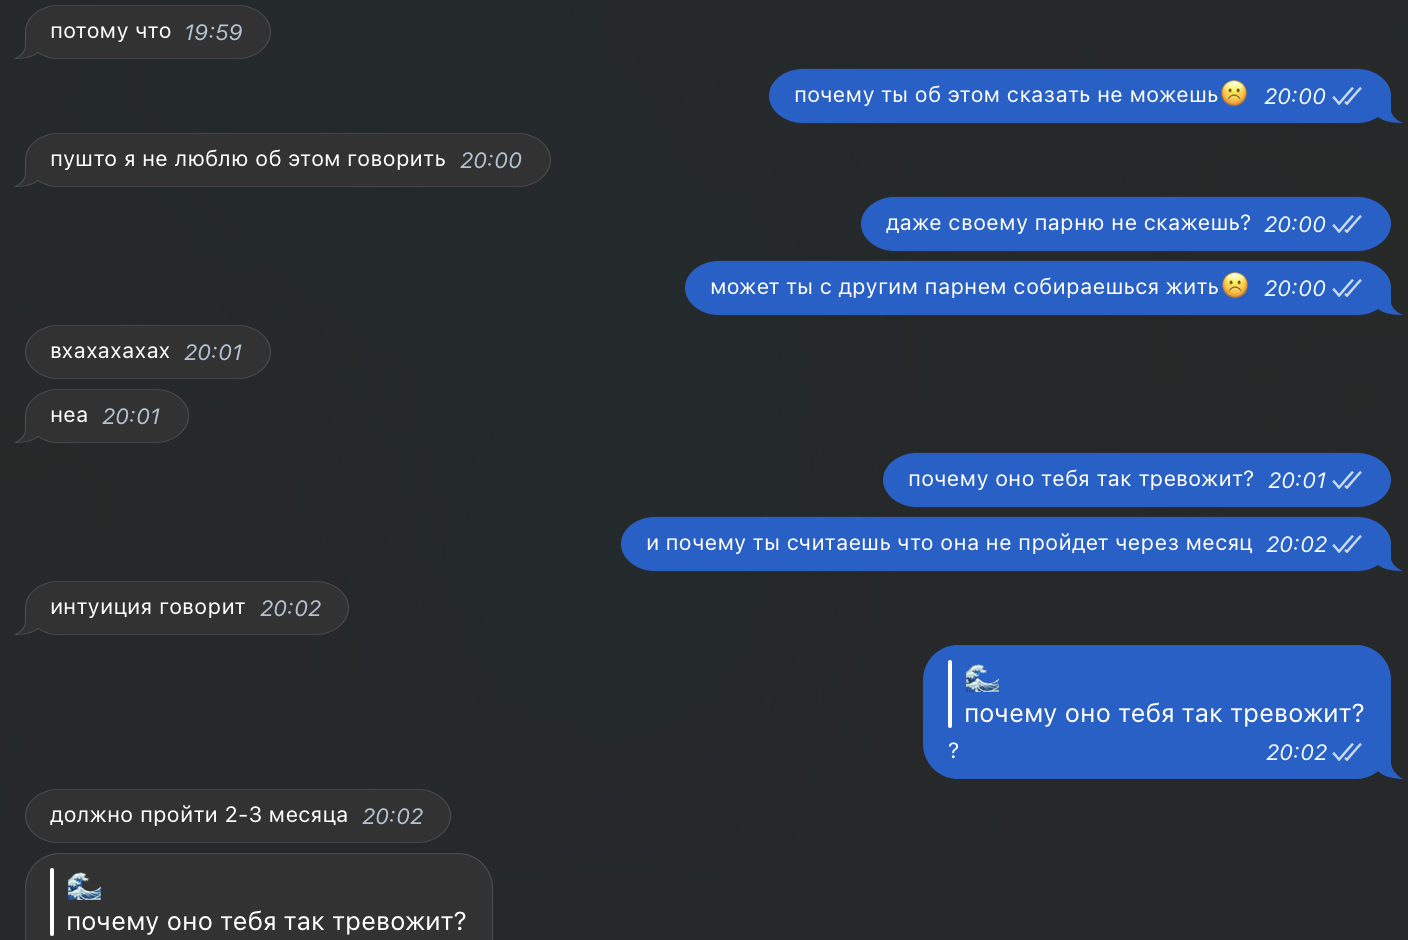 потому что 19:59
почему ты об этом сказать не можешь☹️ 20:00
пушто я не люблю об этом говорить 20:00
даже своему парню не скажешь? 20:00
может ты с другим парнем собираешься жить☹️ 20:00
вхахахахах 20:01
неа 20:01
почему оно тебя так тревожит? 20:01
и почему ты считаешь что она не пройдет через месяц 20:02
интуиция говорит 20:02
🌊
почему оно тебя так тревожит?
? 20:02
должно пройти 2-3 месяца 20:02
🌊
почему оно тебя так тревожит?